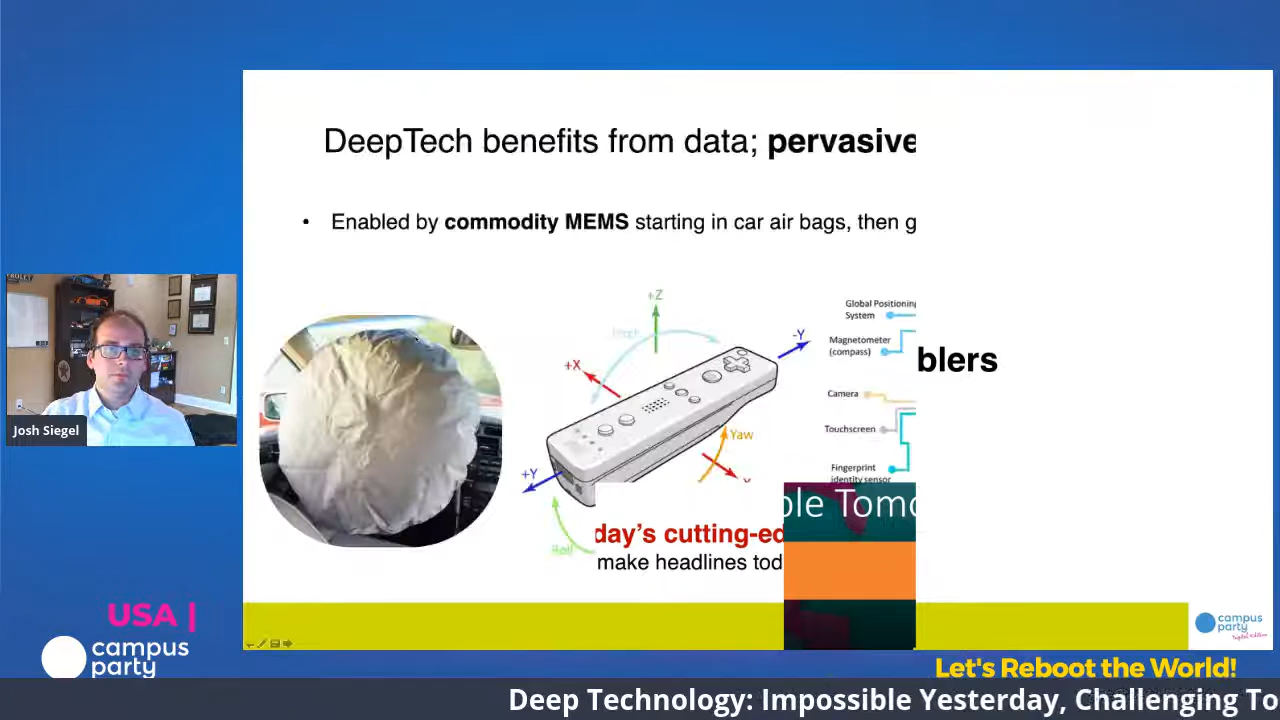 DeepTech benefits from data; pervasive
• Enabled by commodity MEMS starting in car air bags, then g
+Z
-Y
+X
+Y
Yaw
Roll
Global Positioning
System
Magnetometer
(compass)
Camera
Touchscreen
Fingerprint
identity sensor
blers
ble Tomo
day's cutting-ed
make headlines tod
Josh Siegel
USA |
campus
party
campus
party
Let's Reboot the World!
Deep Technology: Impossible Yesterday, Challenging To